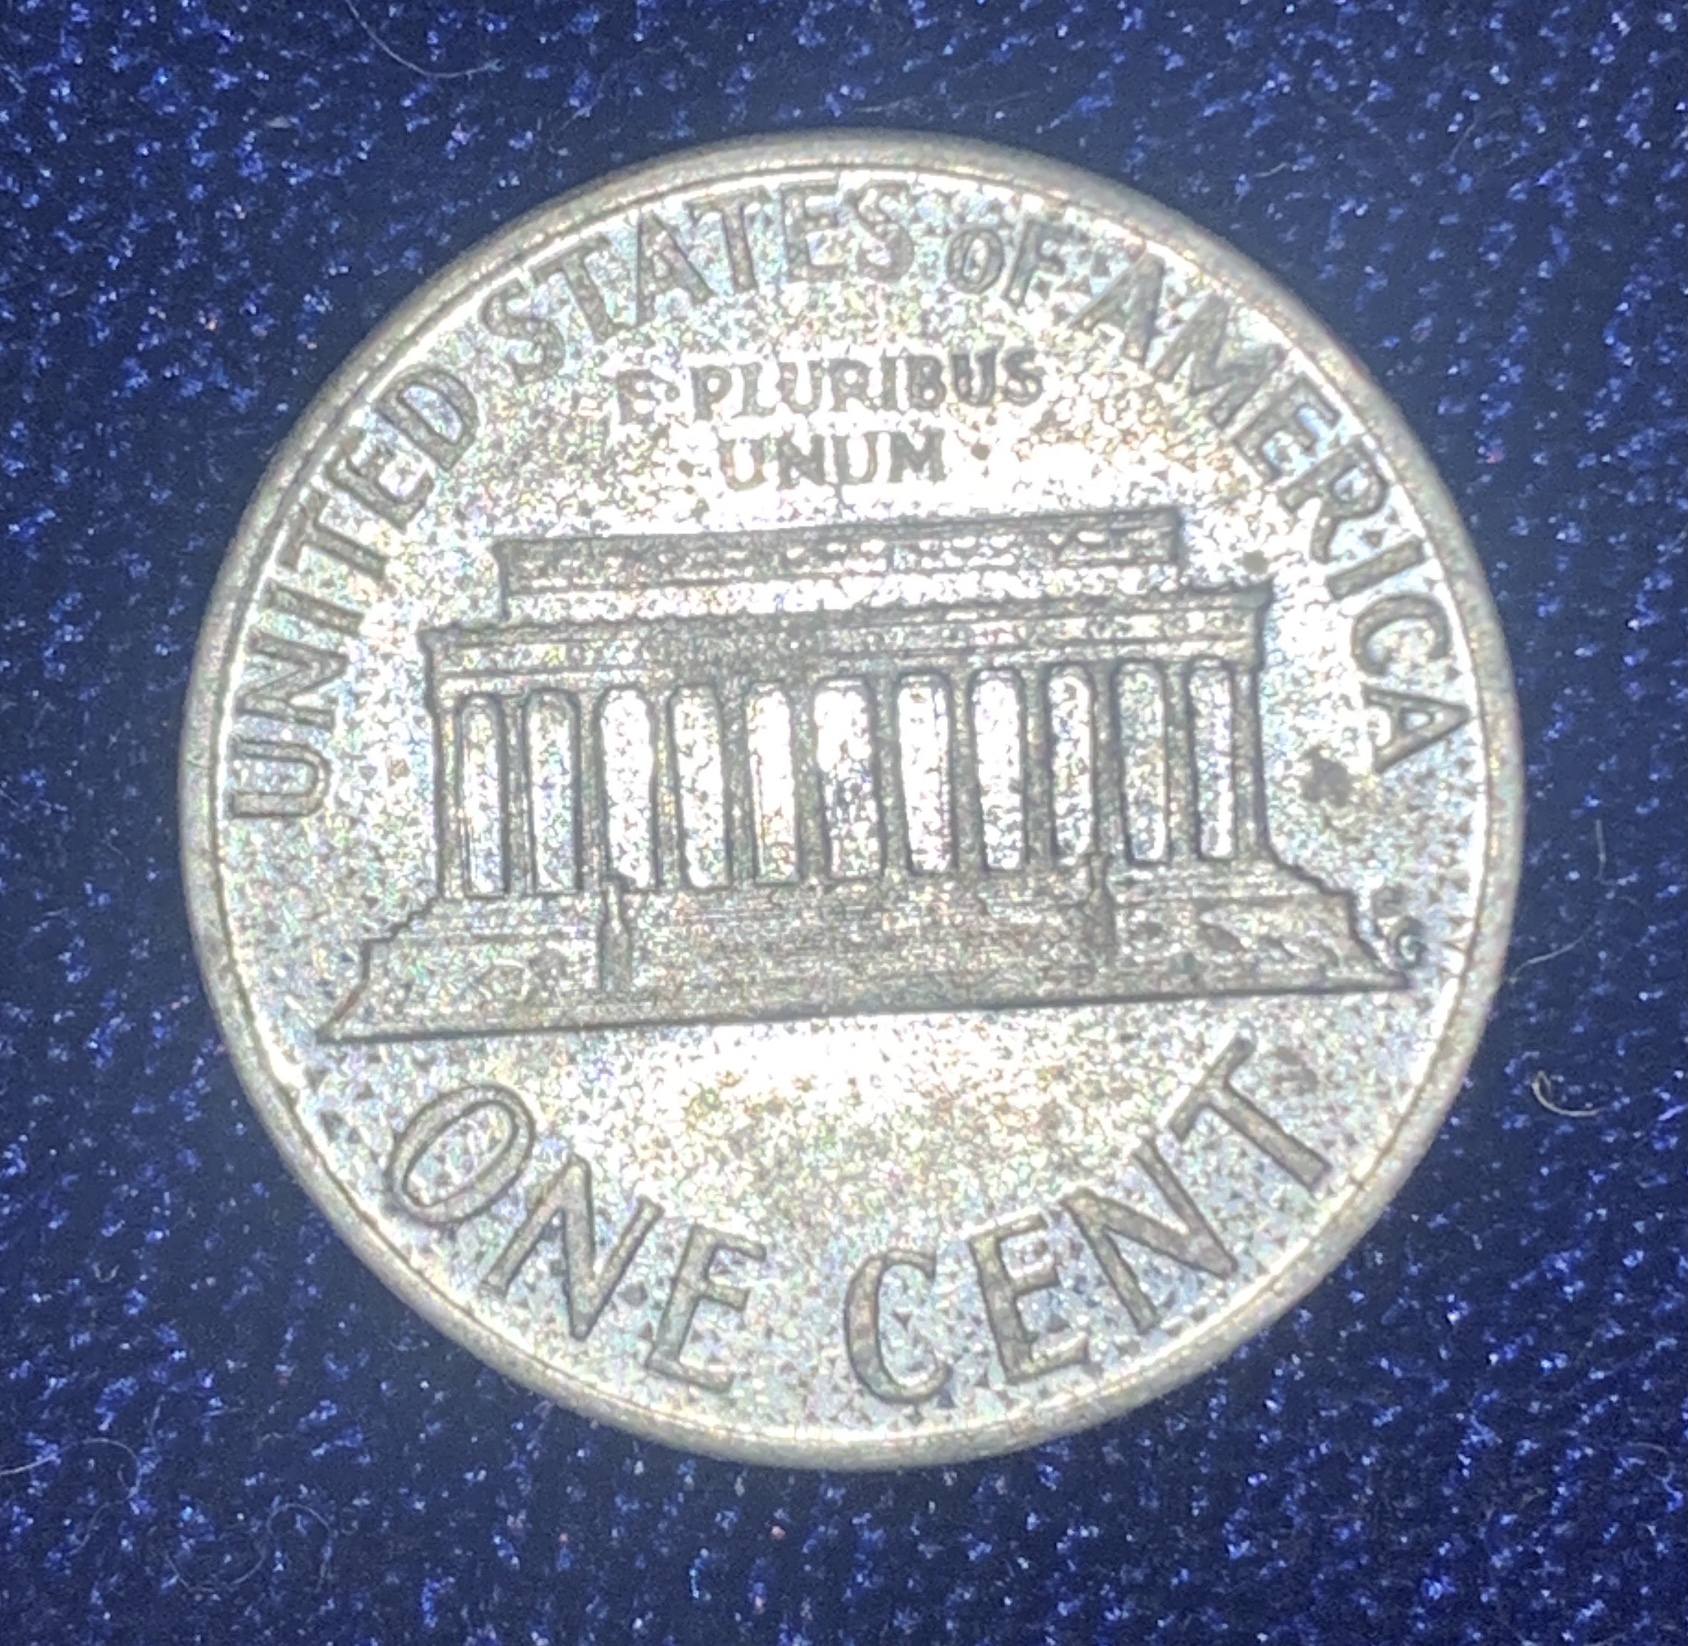 UNITED STATES OF AMERICA
E PLURIBUS
UNUM
ONE CENT